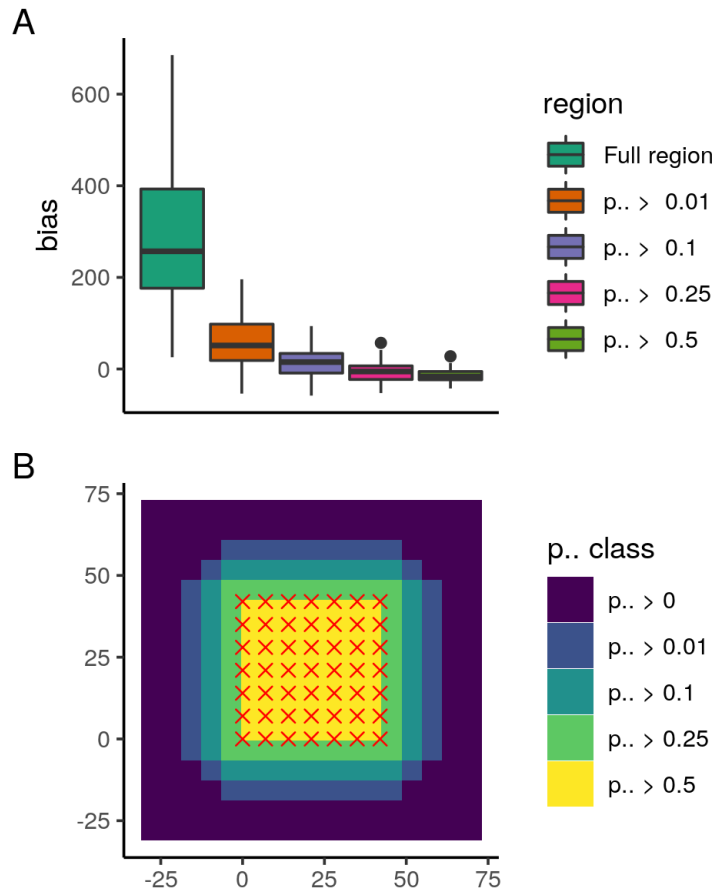 A
600
400
200
0
bias
region
Full region
p.. > 0.01
p.. > 0.1
p.. > 0.25
p.. > 0.5
B
75
50
25
0
-25
-25 0 25 50 75
p.. class
p.. > 0
p.. > 0.01
p.. > 0.1
p.. > 0.25
p.. > 0.5